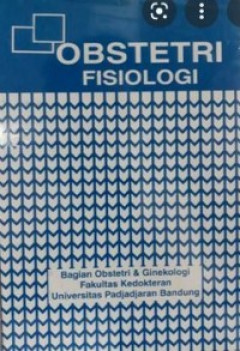 OBSTETRI
FISIOLOGI
Bagian Obstetri & Ginekologi
Fakultas Kedokteran
Universitas Padjadjaran Bandung